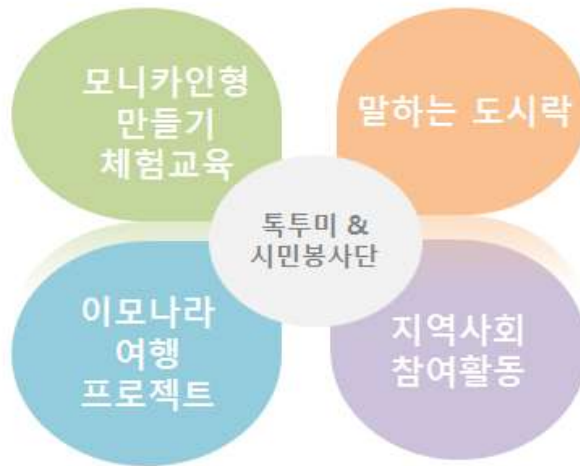 모니카인형
만들기
체험교육
말하는 도시락
톡투미 &
시민봉사단
이모나라
여행
프로젝트
지역사회
참여활동